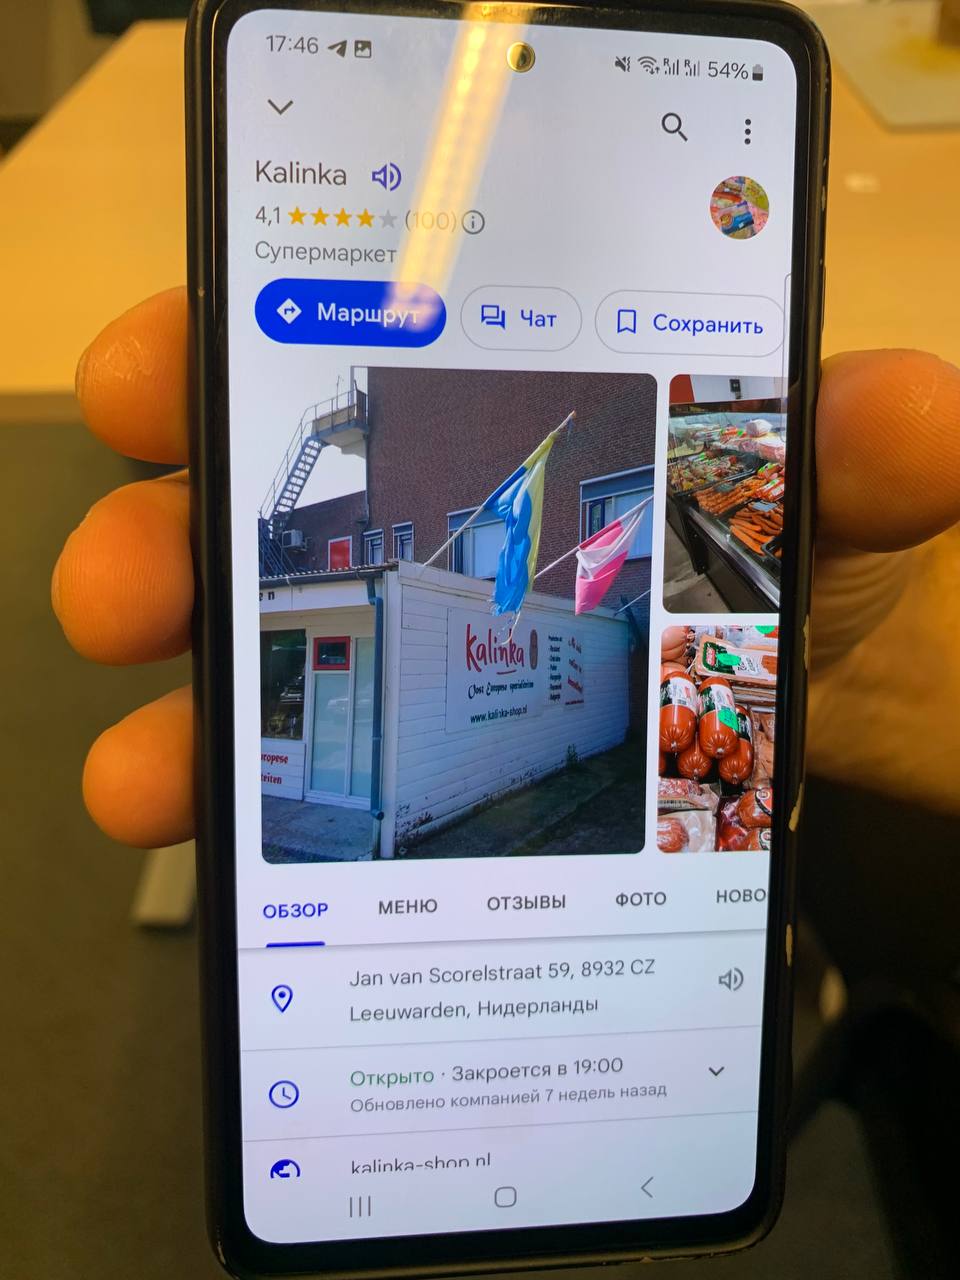 17:46
54%
Kalinka
4,1 (100)
Супермаркет
Маршрут
Чат
Сохранить
Kalinka
Oost Europese specialiteiten
www.kalinka-shop.nl
ОБЗОР
МЕНЮ
ОТЗЫВЫ
ФОТО
НОВО
Jan van Scorelstraat 59, 8932 CZ
Leeuwarden, Нидерланды
Открыто · Закроется в 19:00
Обновлено компанией 7 недель назад
kalinka-shop.nl